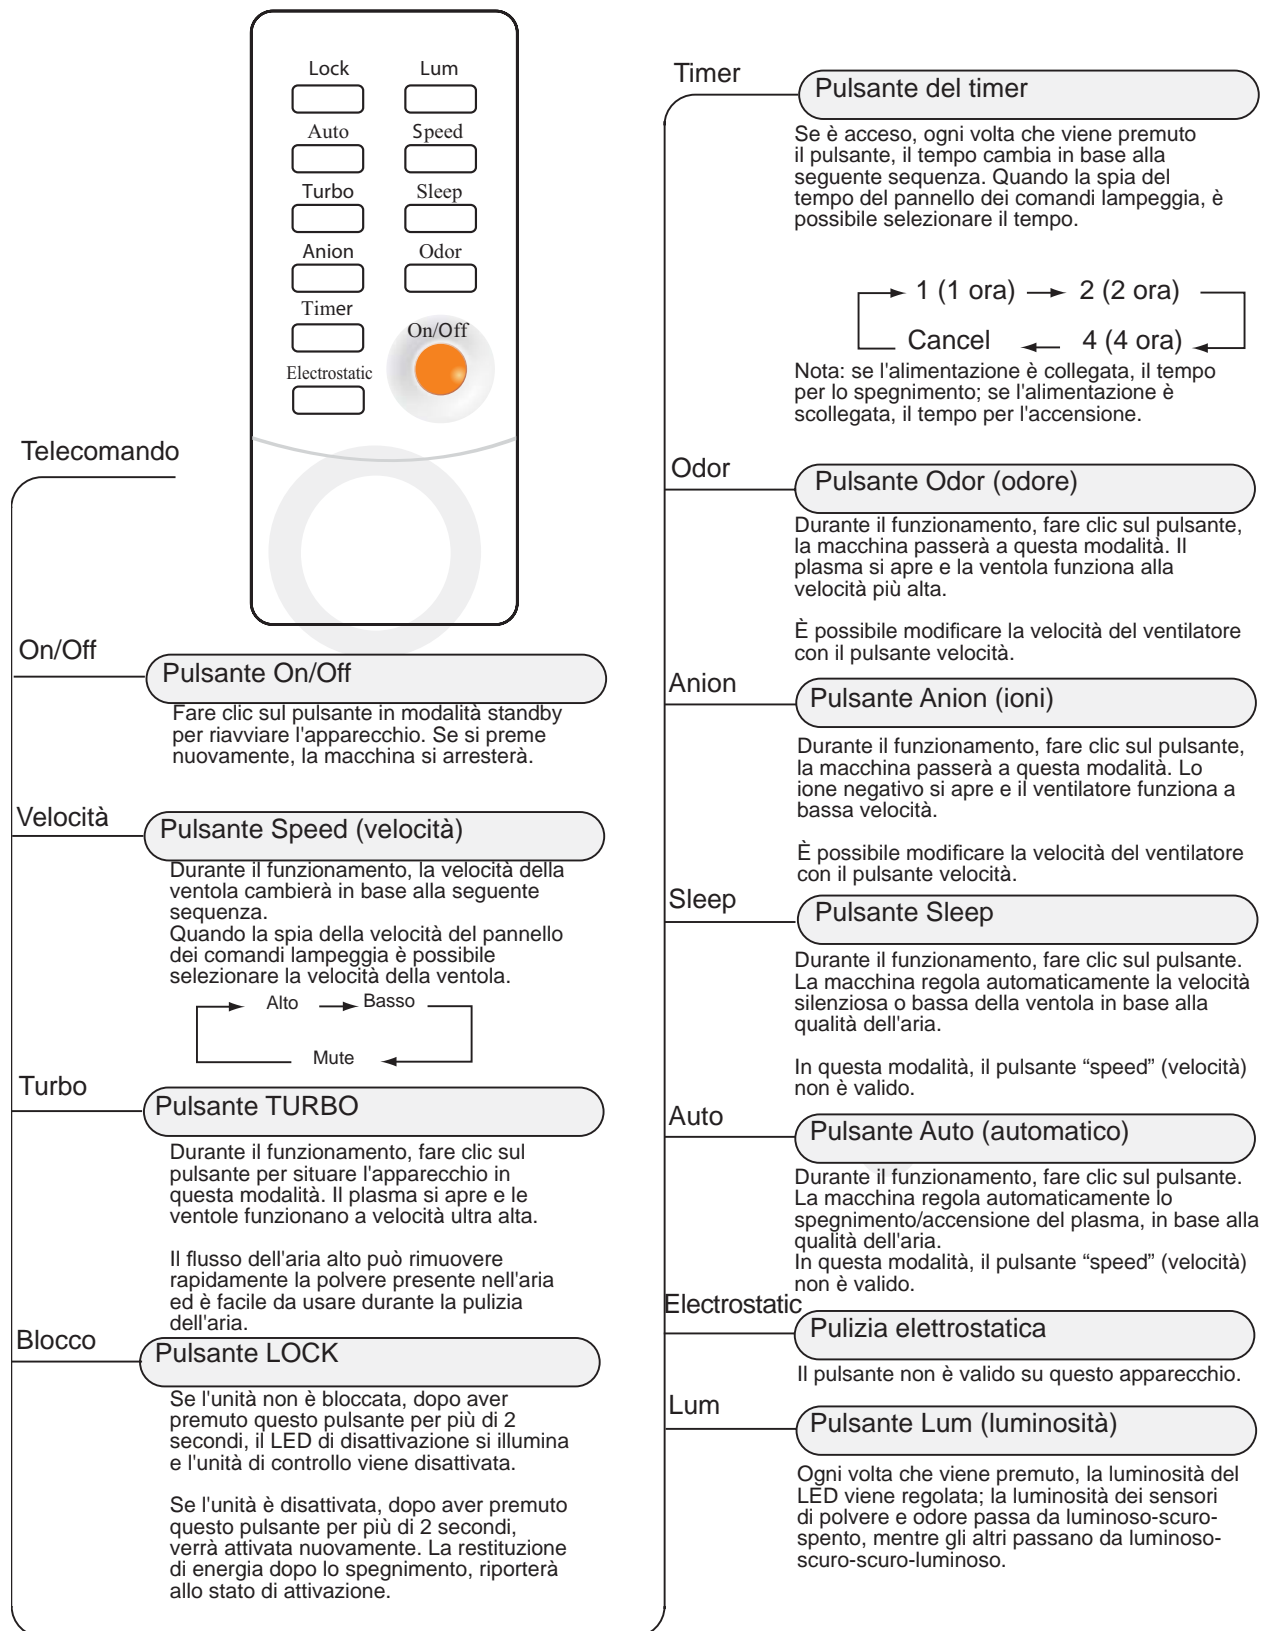 Lock Lum
Auto Speed
Turbo Sleep
Anion Odor
Timer
On/Off
Electrostatic
Telecomando
On/Off
Pulsante On/Off
Fare clic sul pulsante in modalità standby
per riavviare l'apparecchio. Se si preme
nuovamente, la macchina si arresterà.
Velocità
Pulsante Speed (velocità)
Durante il funzionamento, la velocità della
ventola cambierà in base alla seguente
sequenza.
Quando la spia della velocità del pannello
dei comandi lampeggia è possibile
selezionare la velocità della ventola.
Alto Basso
Mute
Turbo
Pulsante TURBO
Durante il funzionamento, fare clic sul
pulsante per situare l'apparecchio in
questa modalità. Il plasma si apre e le
ventole funzionano a velocità ultra alta.
Il flusso dell'aria alto può rimuovere
rapidamente la polvere presente nell'aria
ed è facile da usare durante la pulizia
dell'aria.
Blocco
Pulsante LOCK
Se l'unità non è bloccata, dopo aver
premuto questo pulsante per più di 2
secondi, il LED di disattivazione si illumina
e l'unità di controllo viene disattivata.
Se l'unità è disattivata, dopo aver premuto
questo pulsante per più di 2 secondi,
verrà attivata nuovamente. La restituzione
di energia dopo lo spegnimento, riporterà
allo stato di attivazione.
Timer
Pulsante del timer
Se è acceso, ogni volta che viene premuto
il pulsante, il tempo cambia in base alla
seguente sequenza. Quando la spia del
tempo del pannello dei comandi lampeggia, è
possibile selezionare il tempo.
1 (1 ora) 2 (2 ora)
Cancel 4 (4 ora)
Nota: se l'alimentazione è collegata, il tempo
per lo spegnimento; se l'alimentazione è
scollegata, il tempo per l'accensione.
Odor
Pulsante Odor (odore)
Durante il funzionamento, fare clic sul pulsante,
la macchina passerà a questa modalità. Il
plasma si apre e la ventola funziona alla
velocità più alta.
È possibile modificare la velocità del ventilatore
con il pulsante velocità.
Anion
Pulsante Anion (ioni)
Durante il funzionamento, fare clic sul pulsante,
la macchina passerà a questa modalità. Lo
ione negativo si apre e il ventilatore funziona a
bassa velocità.
È possibile modificare la velocità del ventilatore
con il pulsante velocità.
Sleep
Pulsante Sleep
Durante il funzionamento, fare clic sul pulsante.
La macchina regola automaticamente la velocità
silenziosa o bassa della ventola in base alla
qualità dell'aria.
In questa modalità, il pulsante “speed” (velocità)
non è valido.
Auto
Pulsante Auto (automatico)
Durante il funzionamento, fare clic sul pulsante.
La macchina regola automaticamente lo
spegnimento/accensione del plasma, in base alla
qualità dell'aria.
In questa modalità, il pulsante “speed” (velocità)
non è valido.
Electrostatic
Pulizia elettrostatica
Il pulsante non è valido su questo apparecchio.
Lum
Pulsante Lum (luminosità)
Ogni volta che viene premuto, la luminosità del
LED viene regolata; la luminosità dei sensori
di polvere e odore passa da luminoso-scuro-
spento, mentre gli altri passano da luminoso-
scuro-scuro-luminoso.